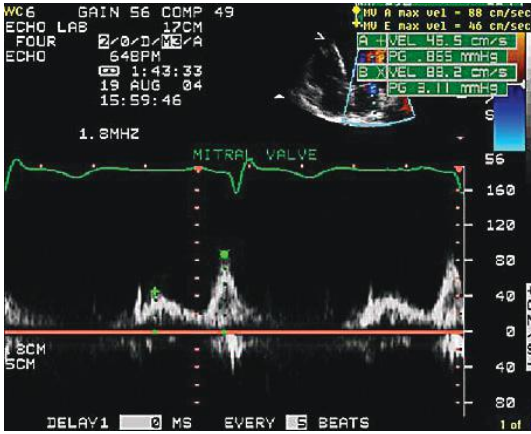 WC6 GAIN 56 COMP 49
ECHO LAB 17CM
FOUR 2/0/D/M3/A
ECHO 64BPM
1:43:33
19 AUG 04
15:59:46
1.8MHZ
MV A max vel = 88 cm/sec
MV E max vel = 46 cm/sec
A + VEL 46.5 cm/s
PG .865 mmHg
B X VEL 88.2 cm/s
PG 3.11 mmHg
MITRAL VALVE
56
160
120
80
40
0
40
80
18CM
5CM
DELAY1 0 MS EVERY 5 BEATS
1 of